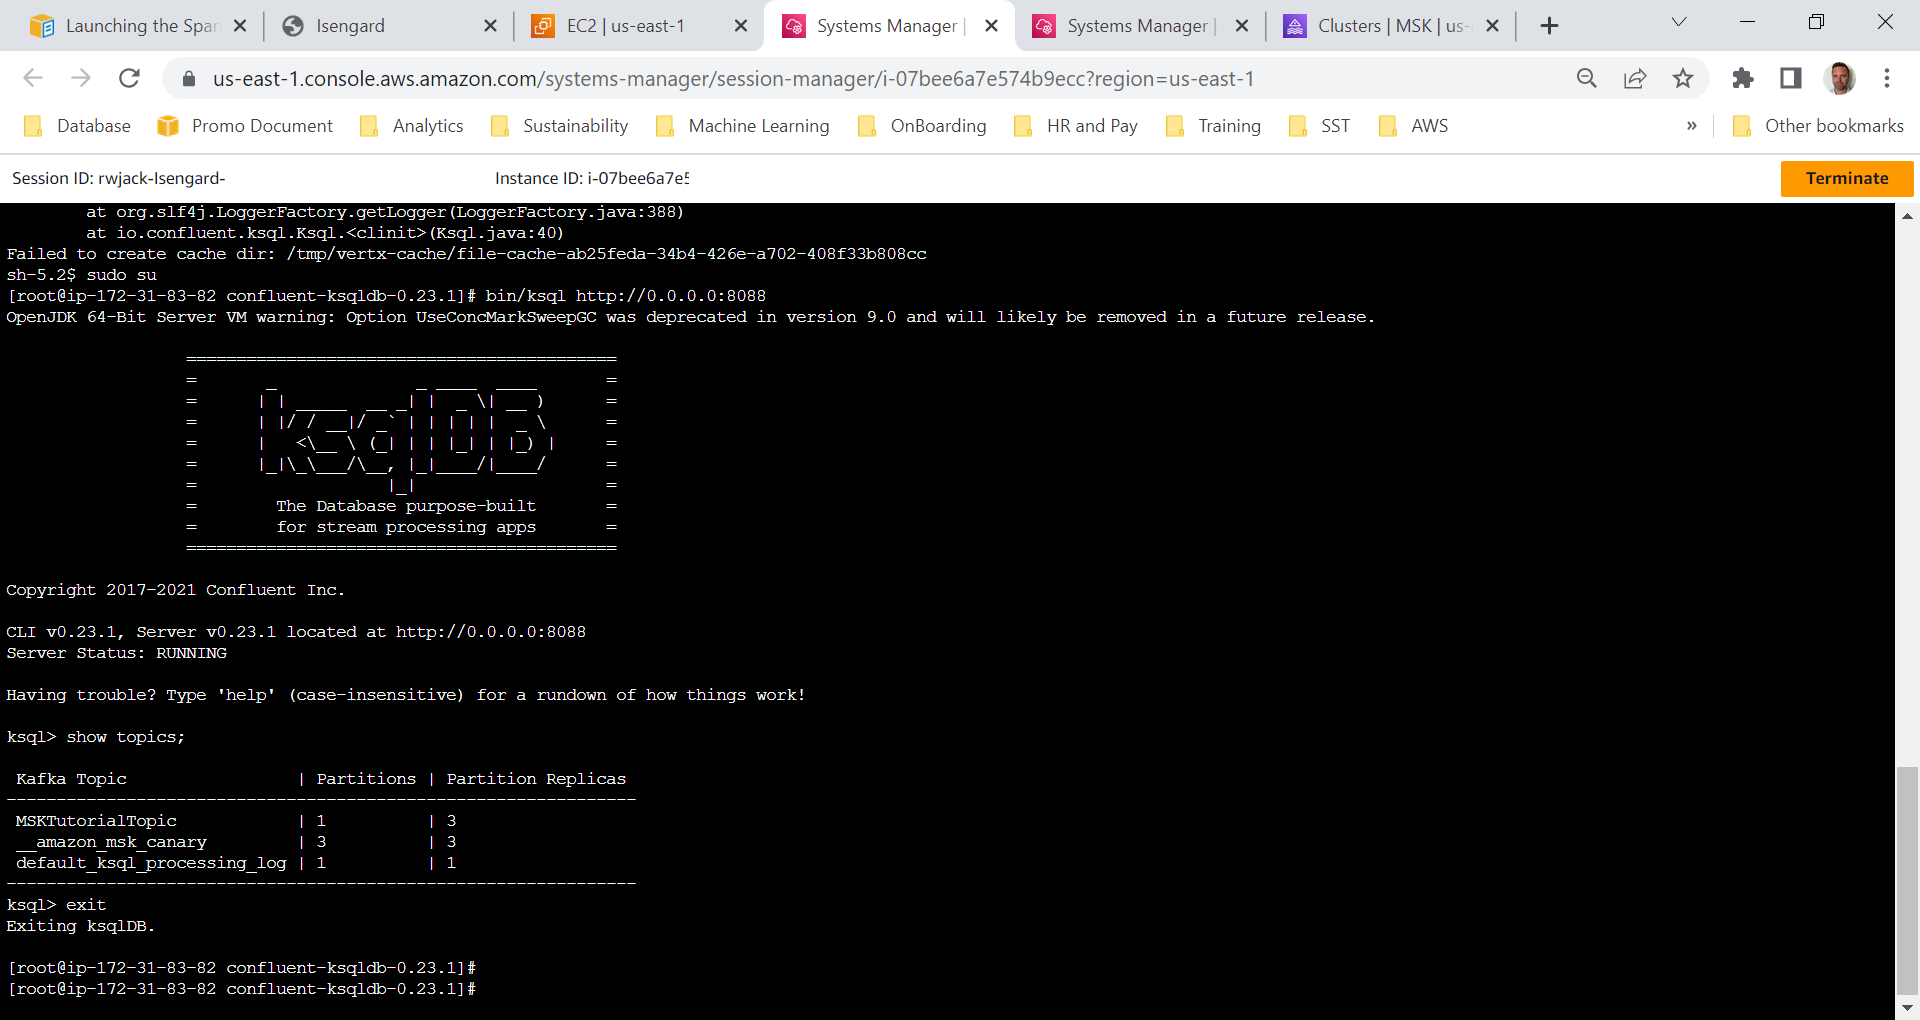 Launching the Spar
Isengard
EC2 | us-east-1
Systems Manager |
Systems Manager |
Clusters | MSK | us-
us-east-1.console.aws.amazon.com/systems-manager/session-manager/i-07bee6a7e574b9ecc?region=us-east-1
Database
Promo Document
Analytics
Sustainability
Machine Learning
OnBoarding
HR and Pay
Training
SST
AWS
»
Other bookmarks
Session ID: rwjack-Isengard-
Instance ID: i-07bee6a7e5
Terminate
at org.slf4j.LoggerFactory.getLogger(LoggerFactory.java:388)
at io.confluent.ksql.Ksql.<clinit>(Ksql.java:40)
Failed to create cache dir: /tmp/vertx-cache/file-cache-ab25feda-34b4-426e-a702-408f33b808cc
sh-5.2$ sudo su
[root@ip-172-31-83-82 confluent-ksqldb-0.23.1]# bin/ksql http://0.0.0.0:8088
OpenJDK 64-Bit Server VM warning: Option UseConcMarkSweepGC was deprecated in version 9.0 and will likely be removed in a future release.
ksqlDB
The Database purpose-built
for stream processing apps
Copyright 2017-2021 Confluent Inc.
CLI v0.23.1, Server v0.23.1 located at http://0.0.0.0:8088
Server Status: RUNNING
Having trouble? Type 'help' (case-insensitive) for a rundown of how things work!
ksql> show topics;
Kafka Topic | Partitions | Partition Replicas
MSKTutorialTopic | 1 | 3
__amazon_msk_canary | 3 | 3
default_ksql_processing_log | 1 | 1
ksql> exit
Exiting ksqlDB.
[root@ip-172-31-83-82 confluent-ksqldb-0.23.1]#
[root@ip-172-31-83-82 confluent-ksqldb-0.23.1]#